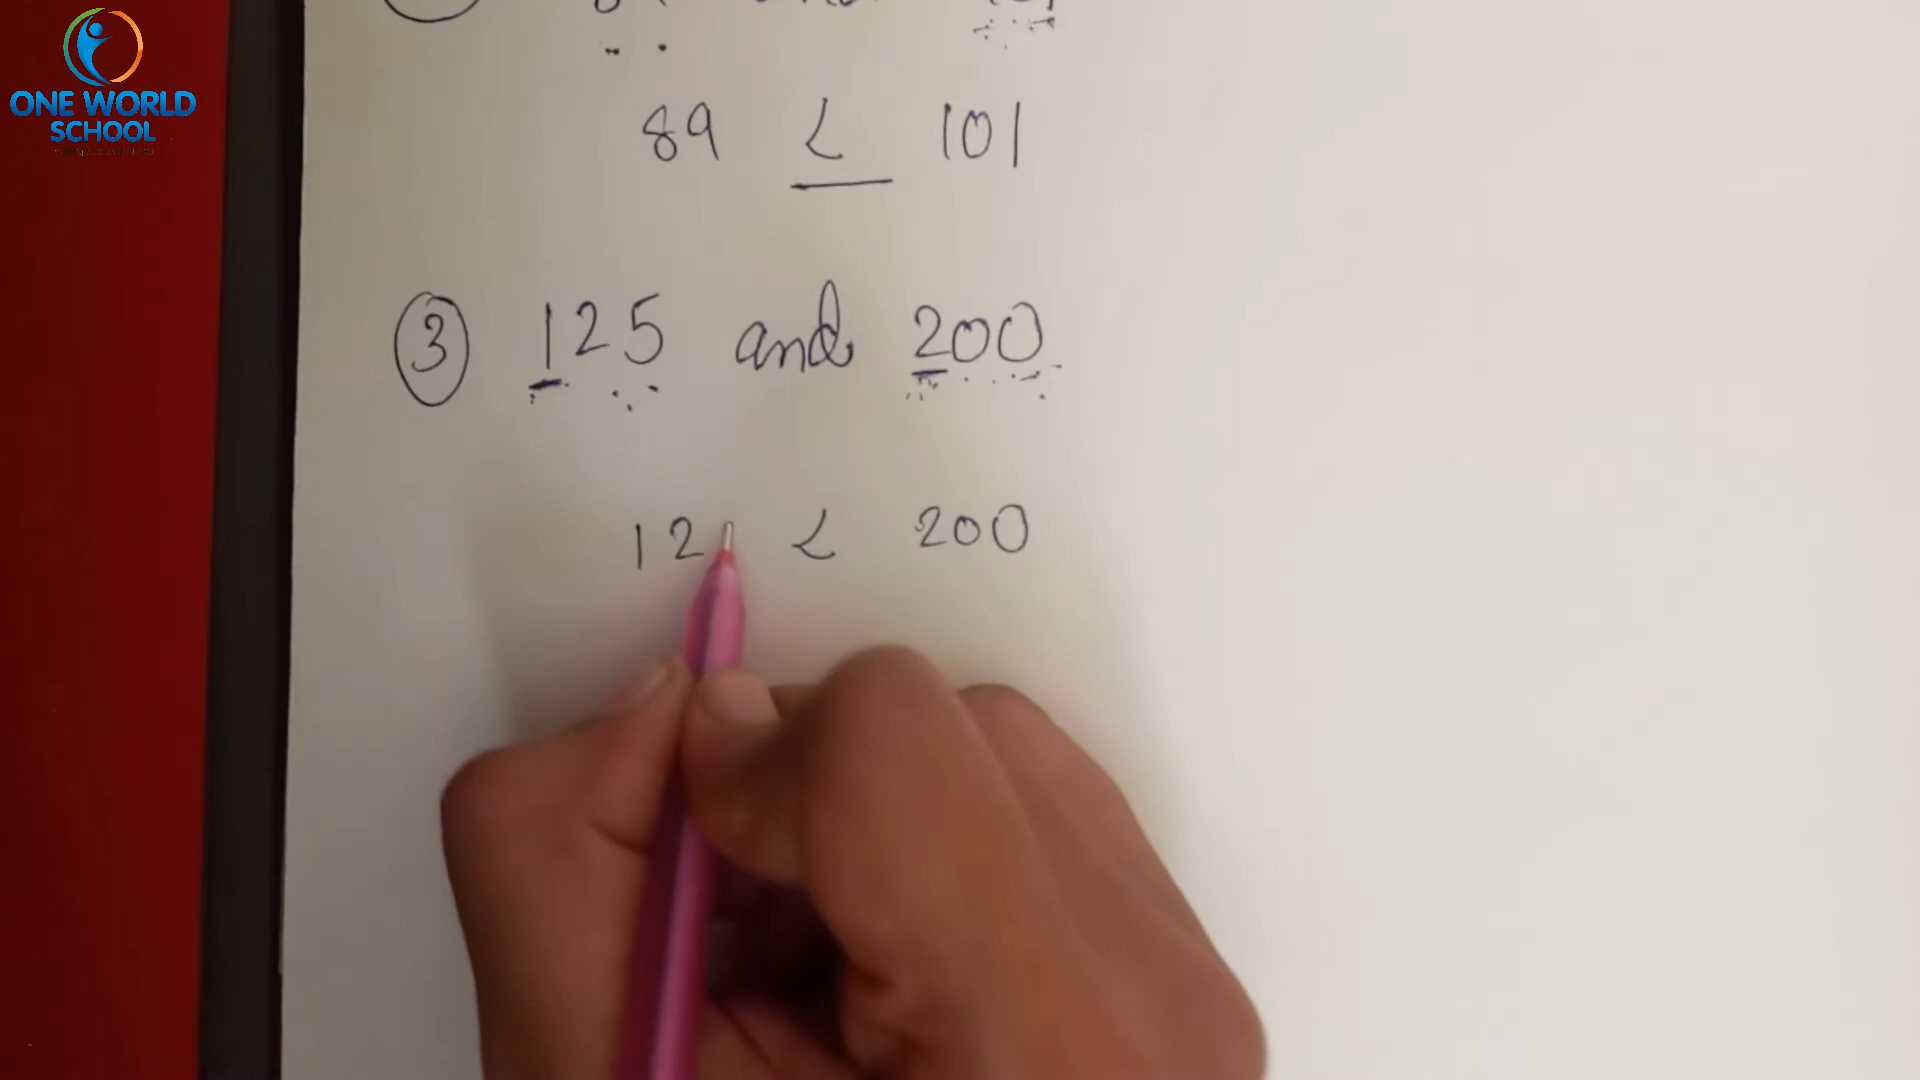 ONE WORLD
SCHOOL
89 < 101
3 125 and 200
12 < 200